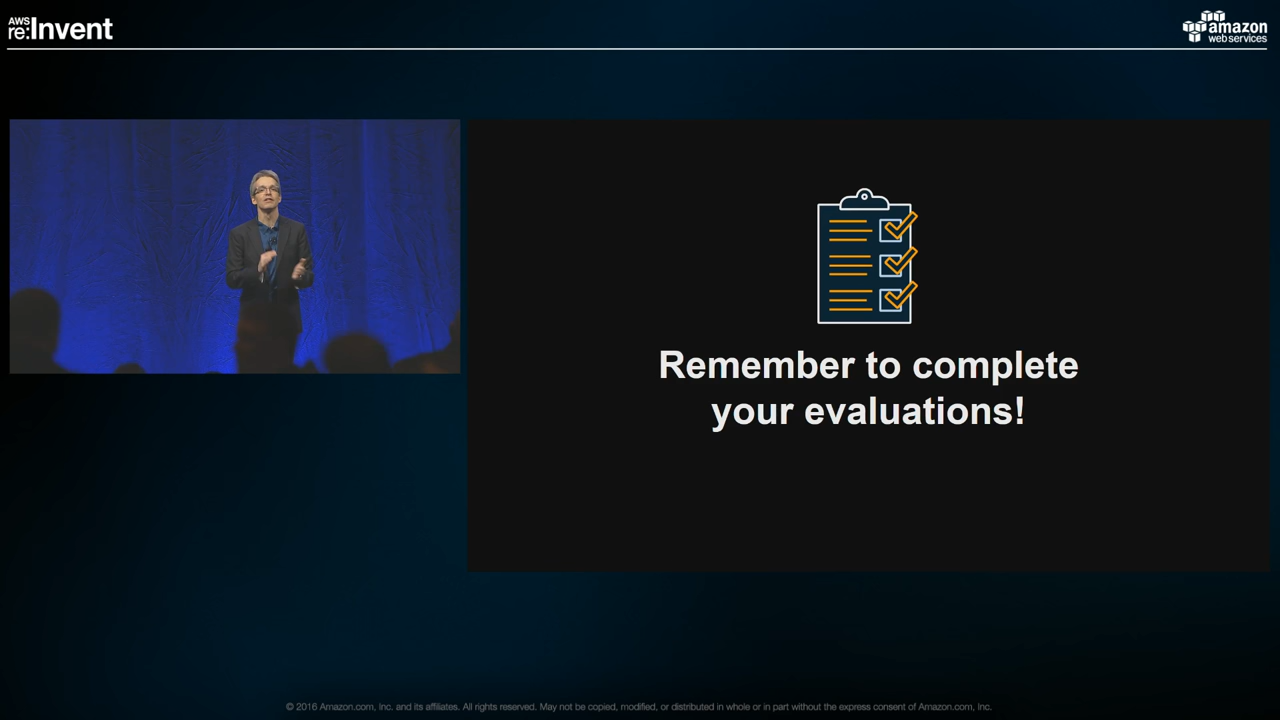 AWS
re:Invent
amazon
web services
Remember to complete
your evaluations!
© 2016 Amazon.com, Inc. and its affiliates. All rights reserved. May not be copied, modified, or distributed in whole or in part without the express consent of Amazon.com, Inc.